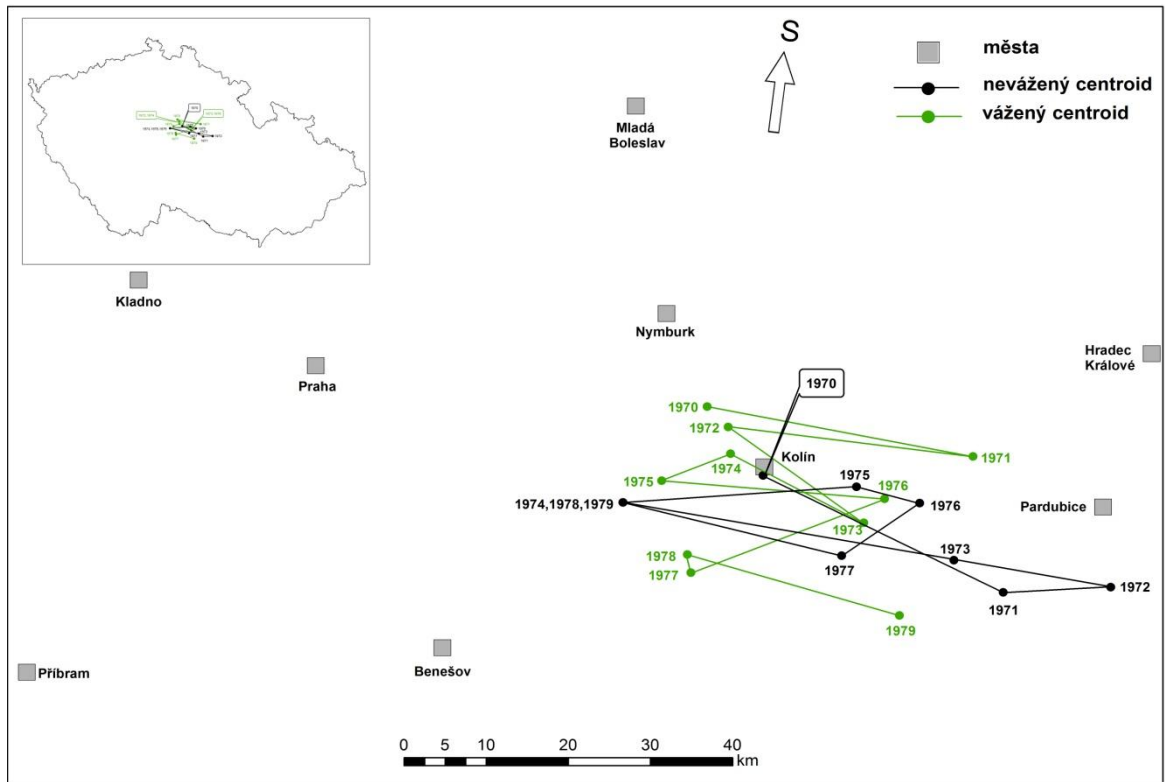 S
města
nevážený centroid
vážený centroid
Mladá
Boleslav
Kladno
Nymburk
Praha
Hradec
Králové
1970
1970
1972
1971
Kolín
1974
1975
1975
1976
1976
1974,1978,1979
Pardubice
1973
1973
1978
1977
1977
1972
1971
1979
Benešov
Příbram
0 5 10 20 30 40
km